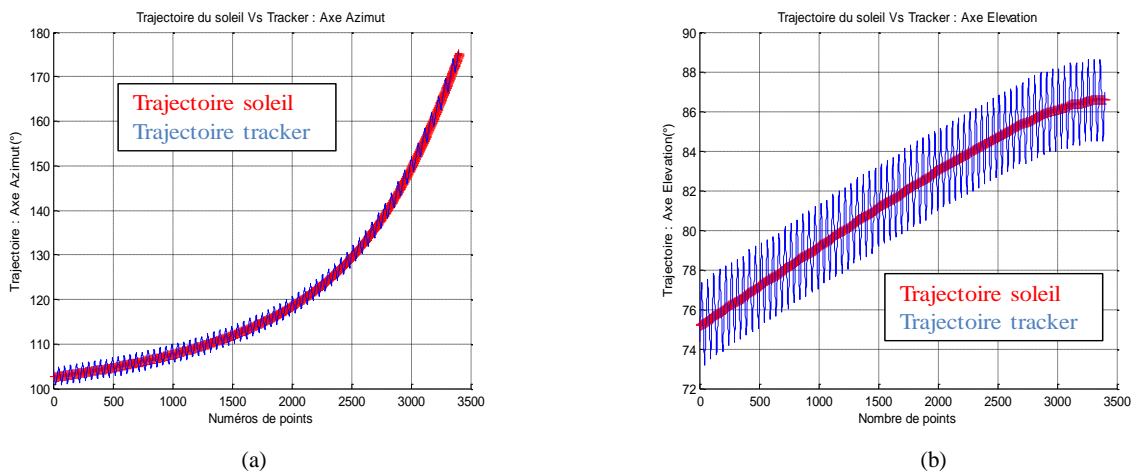 Trajectoire du soleil Vs Tracker : Axe Azimut
180
170
160
150
140
130
120
110
100
Trajectoire : Axe Azimut(°)
Trajectoire soleil
Trajectoire tracker
0 500 1000 1500 2000 2500 3000 3500
Numéros de points
(a)
Trajectoire du soleil Vs Tracker : Axe Elevation
90
88
86
84
82
80
78
76
74
72
Trajectoire : Axe Elevation(°)
Trajectoire soleil
Trajectoire tracker
0 500 1000 1500 2000 2500 3000 3500
Nombre de points
(b)